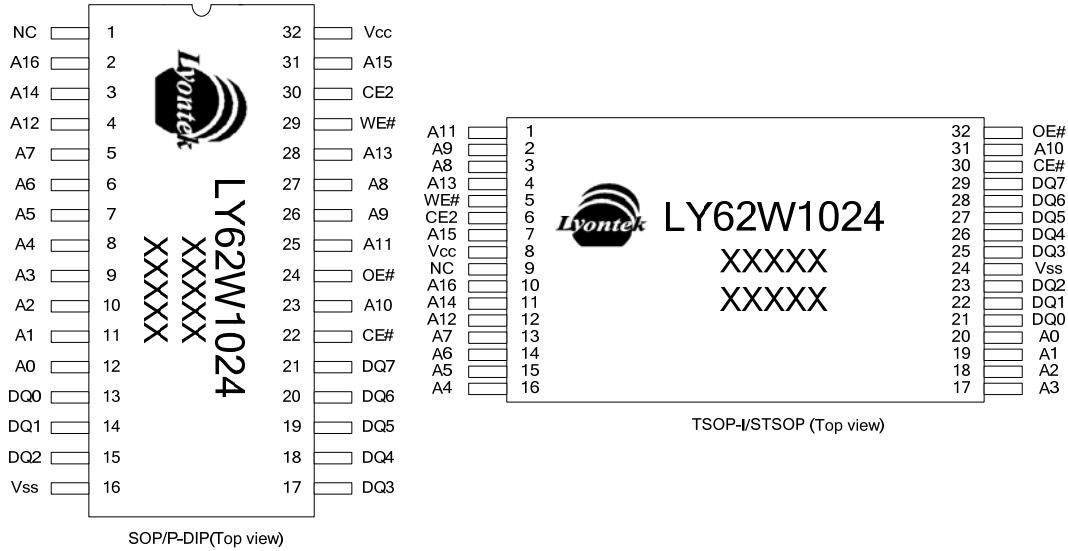 NC 1 32 Vcc
A16 2 31 A15
A14 3 30 CE2
A12 4 29 WE#
A7 5 28 A13
A6 6 27 A8
A5 7 26 A9
A4 8 25 A11
A3 9 24 OE#
A2 10 23 A10
A1 11 22 CE#
A0 12 21 DQ7
DQ0 13 20 DQ6
DQ1 14 19 DQ5
DQ2 15 18 DQ4
Vss 16 17 DQ3
Lyontek
LY62W1024
XXXXX
XXXXX
SOP/P-DIP(Top view)
A11 1 32 OE#
A9 2 31 A10
A8 3 30 CE#
A13 4 29 DQ7
WE# 5 28 DQ6
CE2 6 27 DQ5
A15 7 26 DQ4
Vcc 8 25 DQ3
NC 9 24 Vss
A16 10 23 DQ2
A14 11 22 DQ1
A12 12 21 DQ0
A7 13 20 A0
A6 14 19 A1
A5 15 18 A2
A4 16 17 A3
Lyontek
LY62W1024
XXXXX
XXXXX
TSOP-I/STSOP (Top view)